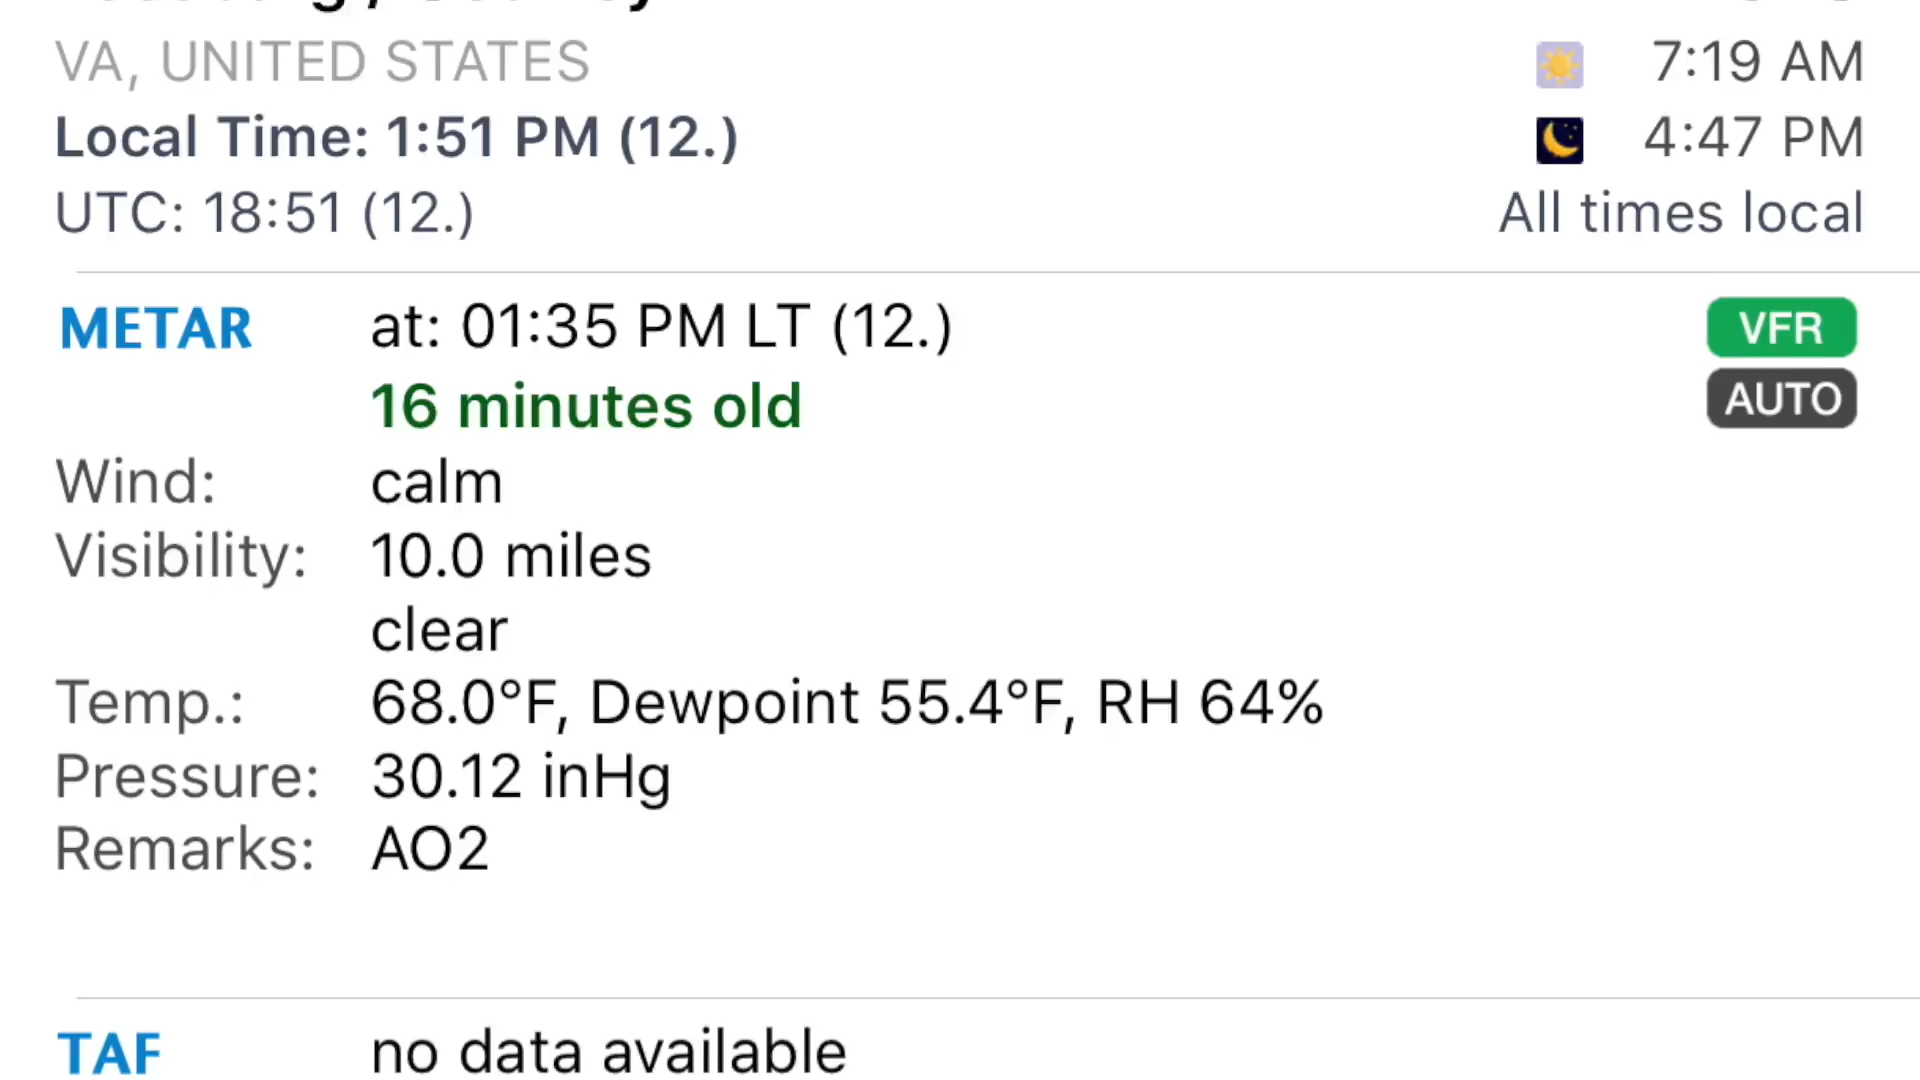 VA, UNITED STATES
7:19 AM
Local Time: 1:51 PM (12.)
4:47 PM
UTC: 18:51 (12.)
All times local
METAR at: 01:35 PM LT (12.) VFR
16 minutes old AUTO
Wind: calm
Visibility: 10.0 miles
clear
Temp.: 68.0°F, Dewpoint 55.4°F, RH 64%
Pressure: 30.12 inHg
Remarks: AO2
TAF no data available